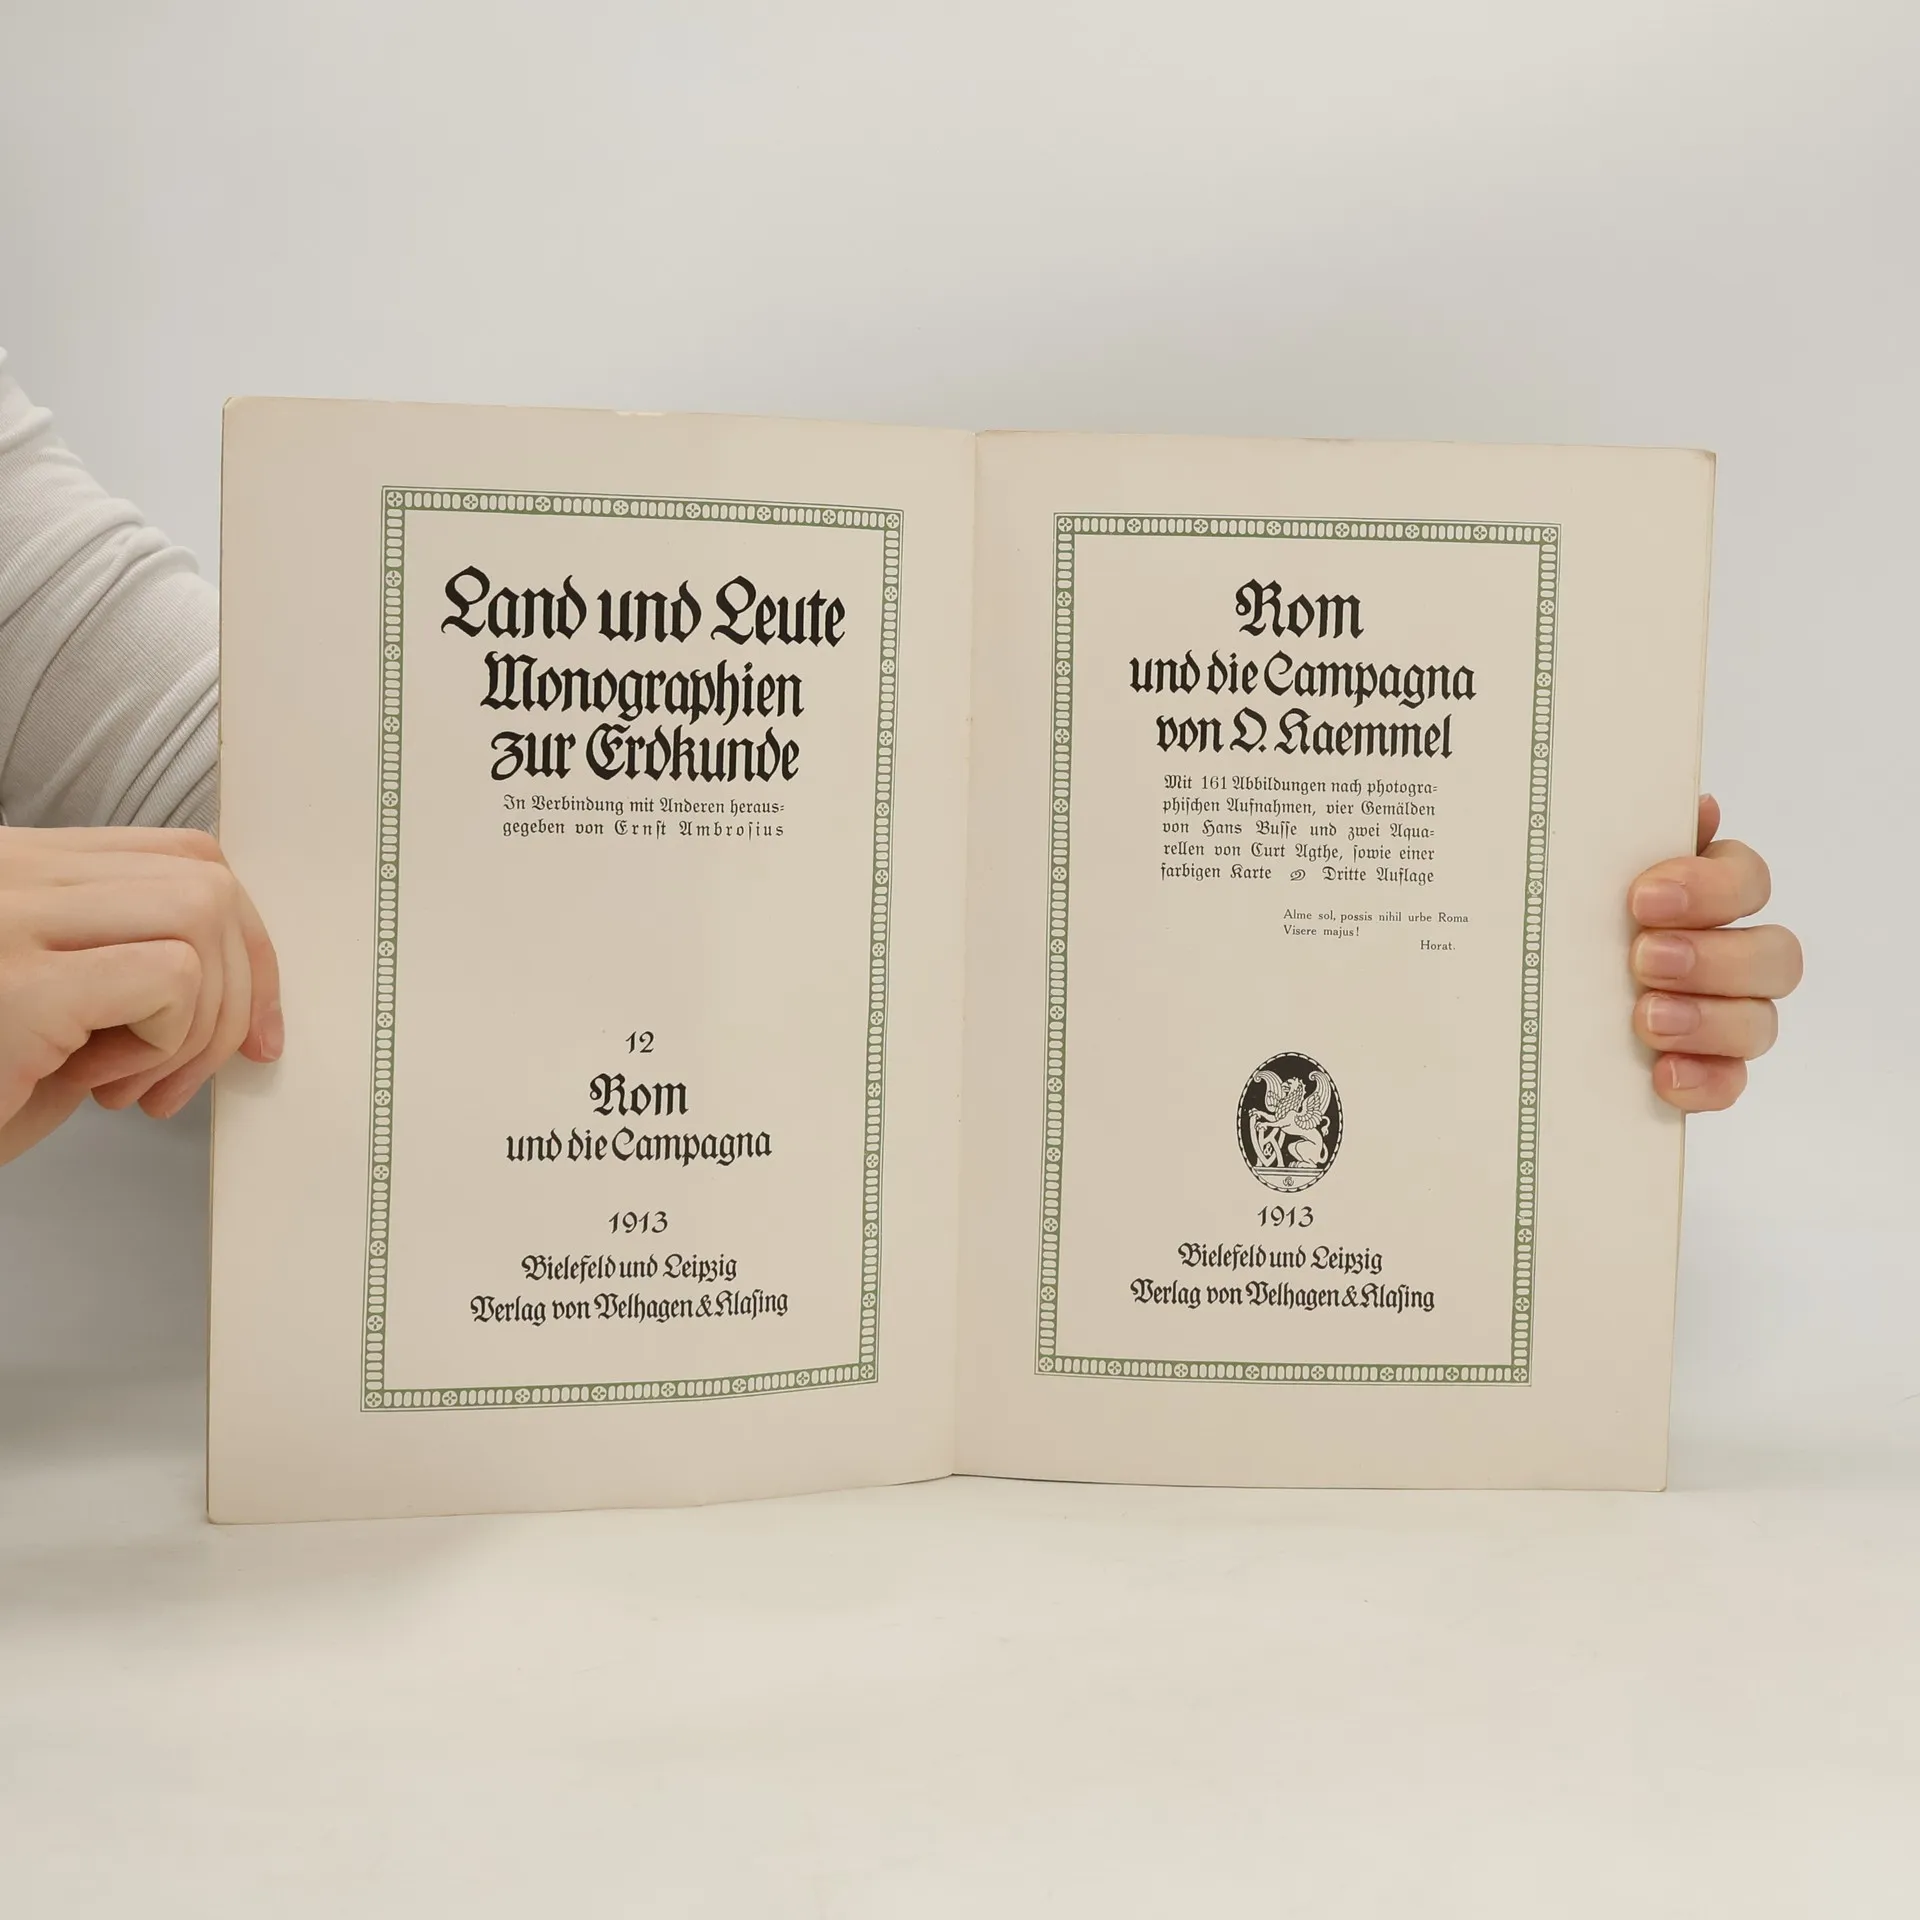 Land und Leute
Monographien
zur Erdkunde
In Verbindung mit Anderen heraus=
gegeben von Ernſt Ambroſius
12
Rom
und die Campagna
1913
Bielefeld und Leipzig
Verlag von Velhagen & Klaſing
Rom
und die Campagna
von O. Kaemmel
Mit 161 Abbildungen nach photogra=
phiſchen Aufnahmen, vier Gemälden
von Hans Buſſe und zwei Aqua=
rellen von Curt Agthe, ſowie einer
farbigen Karte Dritte Auflage
Alme sol, possis nihil urbe Roma
Visere majus!
Horat.
VK
1913
Bielefeld und Leipzig
Verlag von Velhagen & Klaſing